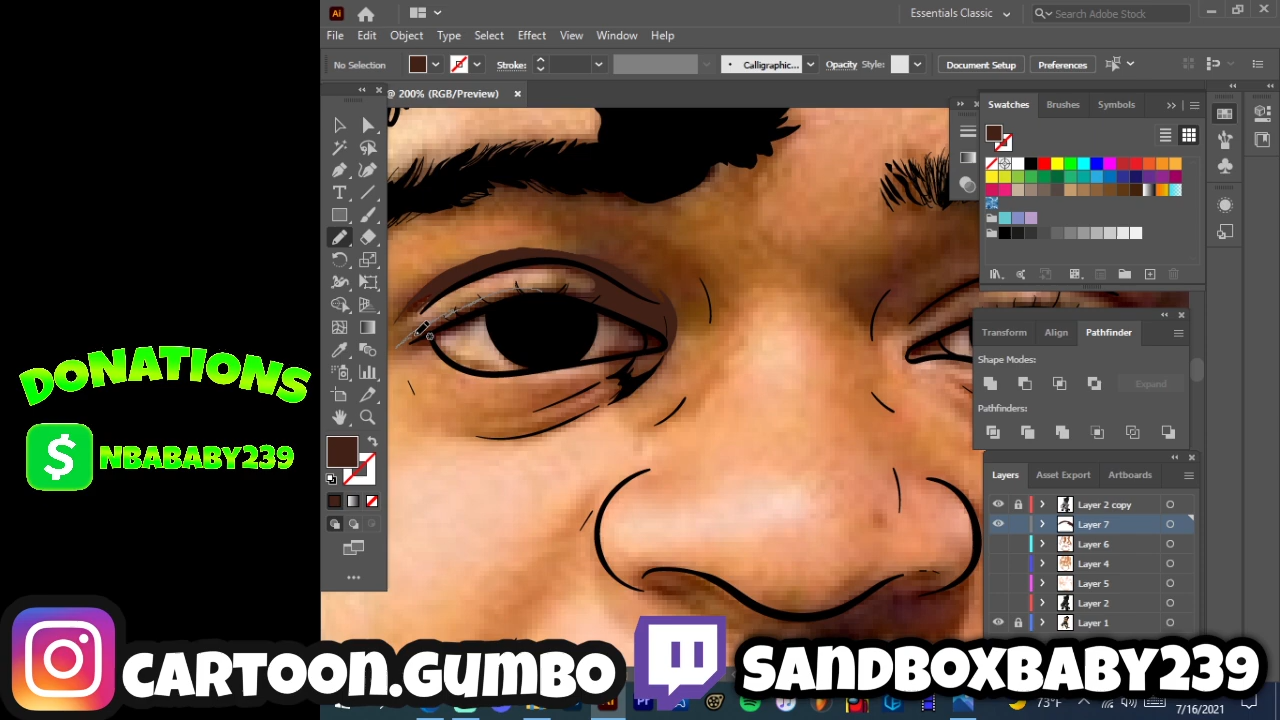 Ai
Essentials Classic
Search Adobe Stock
File Edit Object Type Select Effect View Window Help
No Selection
Stroke:
Calligraphic...
Opacity
Style:
Document Setup
Preferences
@ 200% (RGB/Preview)
Swatches Brushes Symbols
Transform Align Pathfinder
Shape Modes:
Expand
Pathfinders:
Layers Asset Export Artboards
Layer 2 copy
Layer 7
Layer 6
Layer 4
Layer 5
Layer 2
Layer 1
DONATIONS
$ NBABABY239
CARTOON.GUMBO
SANDBOXBABY239
73°F
7/16/2021